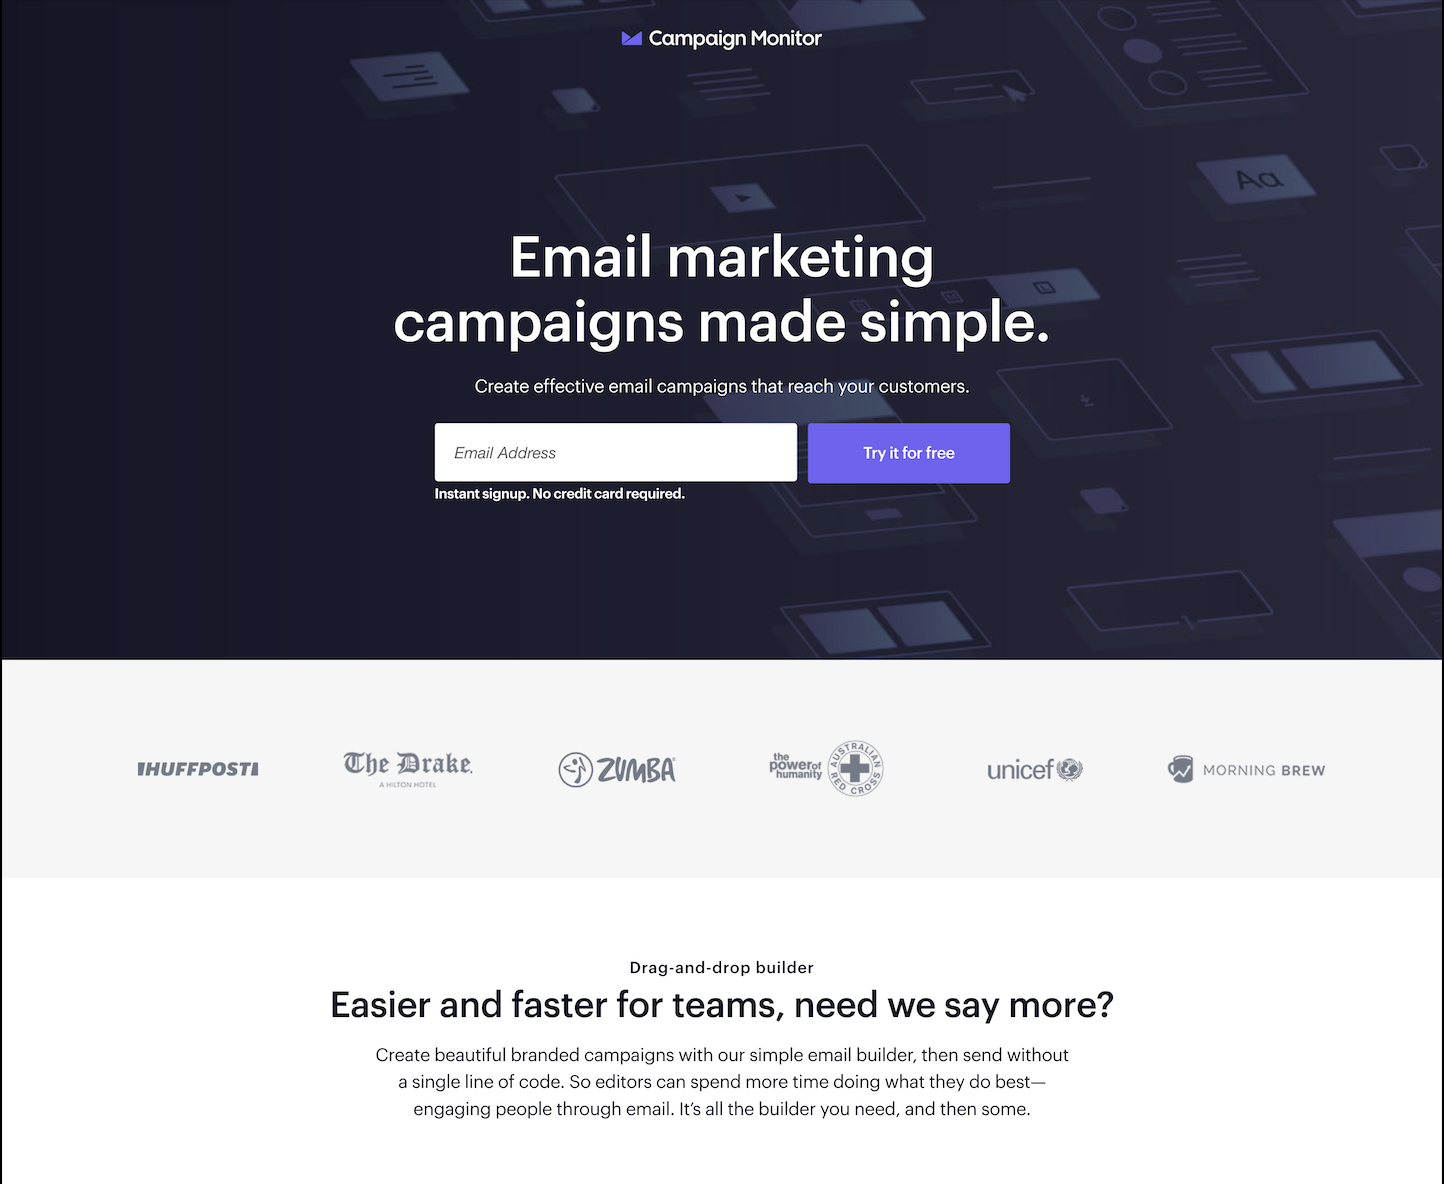 Campaign Monitor
Aa
Email marketing
campaigns made simple.
Create effective email campaigns that reach your customers.
Email Address
Try it for free
Instant signup. No credit card required.
HUFFPOST
The Drake.
A HILTON HOTEL
ZUMBA
the
power of
humanity
AUSTRALIAN
RED CROSS
unicef
MORNING BREW
Drag-and-drop builder
Easier and faster for teams, need we say more?
Create beautiful branded campaigns with our simple email builder, then send without
a single line of code. So editors can spend more time doing what they do best—
engaging people through email. It’s all the builder you need, and then some.